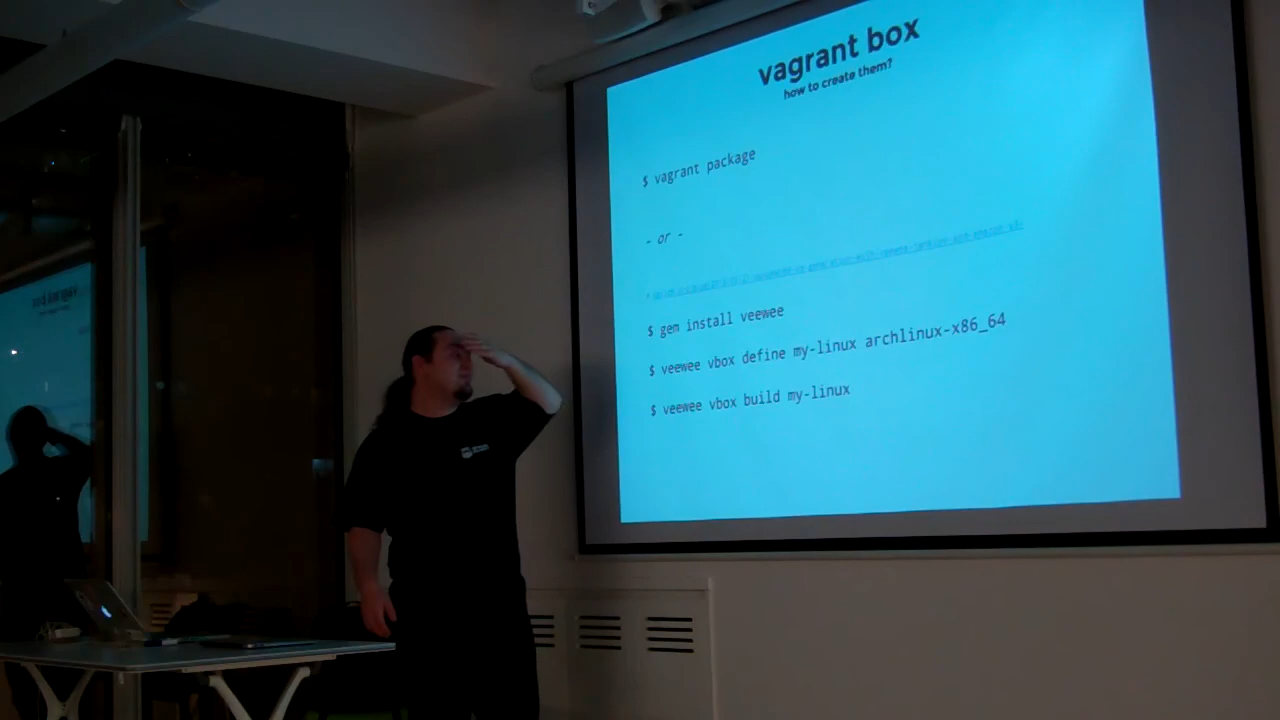 vagrant box
how to create them?
$ vagrant package
- or -
$ gem install veewee
$ veewee vbox define my-linux archlinux-x86_64
$ veewee vbox build my-linux